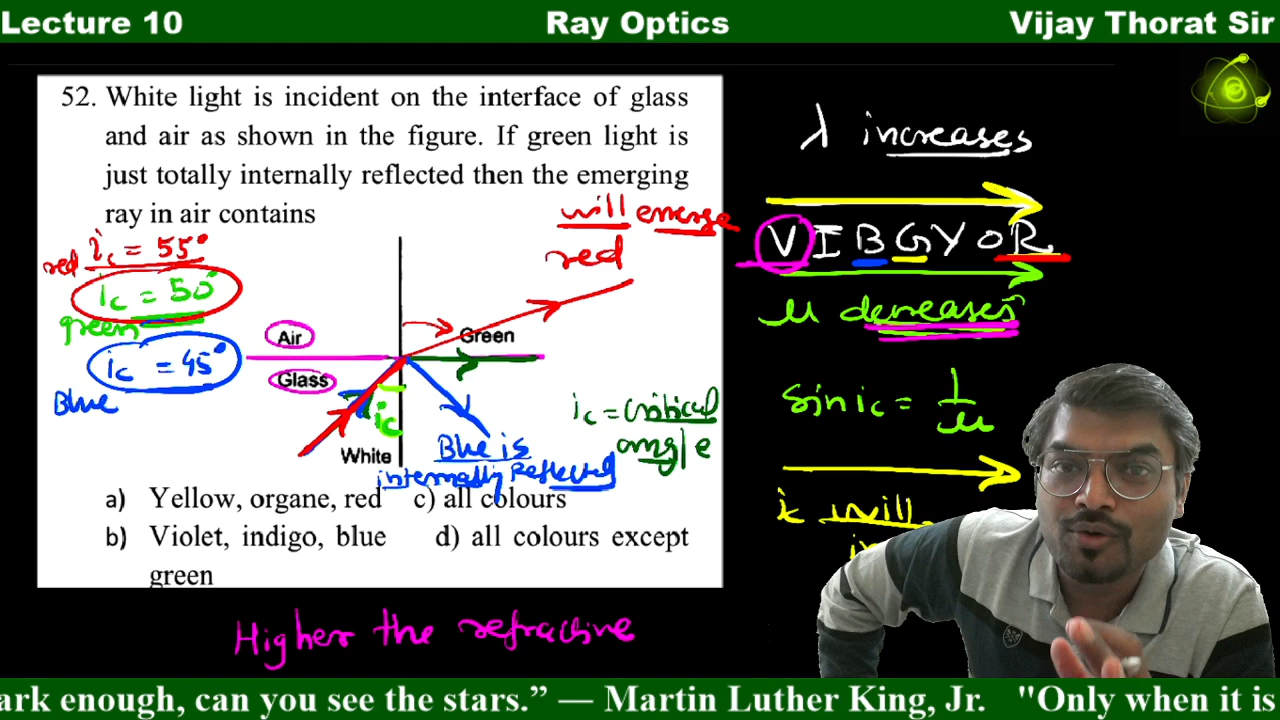 Lecture 10
Ray Optics
Vijay Thorat Sir
52. White light is incident on the interface of glass
and air as shown in the figure. If green light is
just totally internally reflected then the emerging
ray in air contains
will emerge
red
red ic = 55°
ic = 50°
green
ic = 45°
Blue
Air
Green
Glass
ic
White
Blue is
internally Reflected
ic = critical
angle
a) Yellow, organe, red c) all colours
b) Violet, indigo, blue d) all colours except
green
Higher the refractive
λ increases
V I B G Y O R
μ decreases
sin ic = 1/μ
ic will
ark enough, can you see the stars.” — Martin Luther King, Jr. "Only when it is